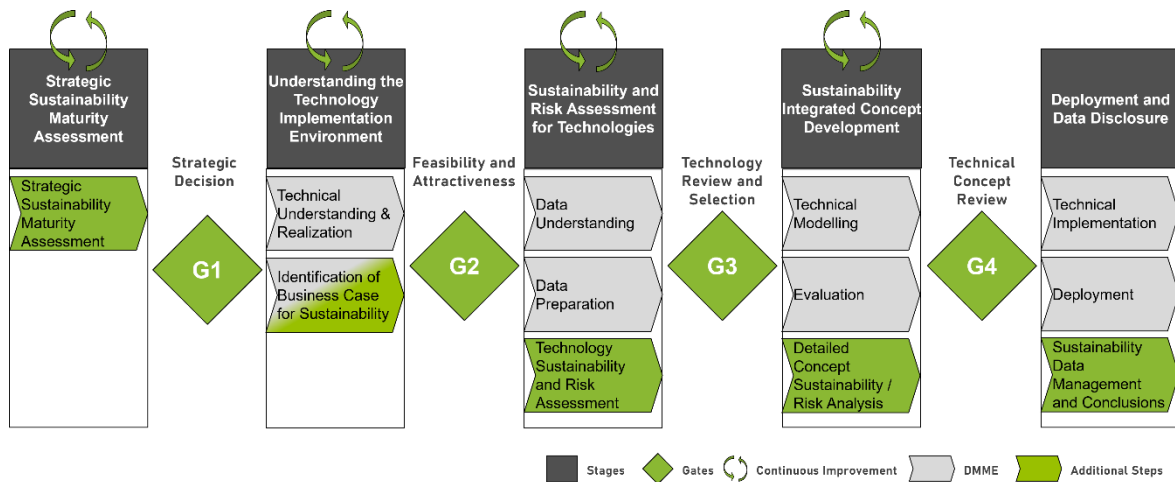 Strategic
Sustainability
Maturity
Assessment
Strategic
Sustainability
Maturity
Assessment
Strategic
Decision
G1
Understanding the
Technology
Implementation
Environment
Technical
Understanding &
Realization
Identification of
Business Case
for Sustainability
Feasibility and
Attractiveness
G2
Sustainability and
Risk Assessment
for Technologies
Data
Understanding
Data
Preparation
Technology
Sustainability
and Risk
Assessment
Technology
Review and
Selection
G3
Sustainability
Integrated Concept
Development
Technical
Modelling
Evaluation
Detailed
Concept
Sustainability /
Risk Analysis
Technical
Concept
Review
G4
Deployment and
Data Disclosure
Technical
Implementation
Deployment
Sustainability
Data
Management
and Conclusions
Stages
Gates
Continuous Improvement
DMME
Additional Steps